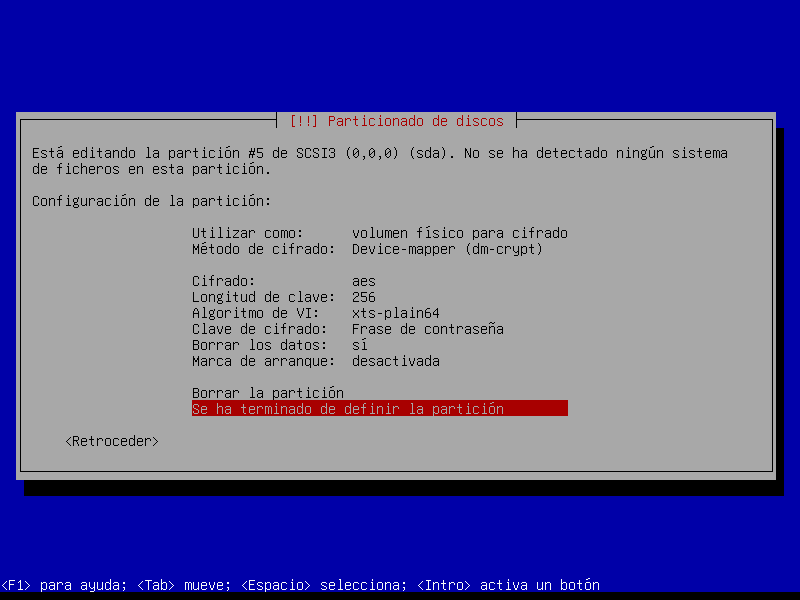 [!!] Particionado de discos
Está editando la partición #5 de SCSI3 (0,0,0) (sda). No se ha detectado ningún sistema
de ficheros en esta partición.
Configuración de la partición:
Utilizar como: volumen físico para cifrado
Método de cifrado: Device-mapper (dm-crypt)
Cifrado: aes
Longitud de clave: 256
Algoritmo de VI: xts-plain64
Clave de cifrado: Frase de contraseña
Borrar los datos: sí
Marca de arranque: desactivada
Borrar la partición
Se ha terminado de definir la partición
<Retroceder>
<F1> para ayuda; <Tab> mueve; <Espacio> selecciona; <Intro> activa un botón